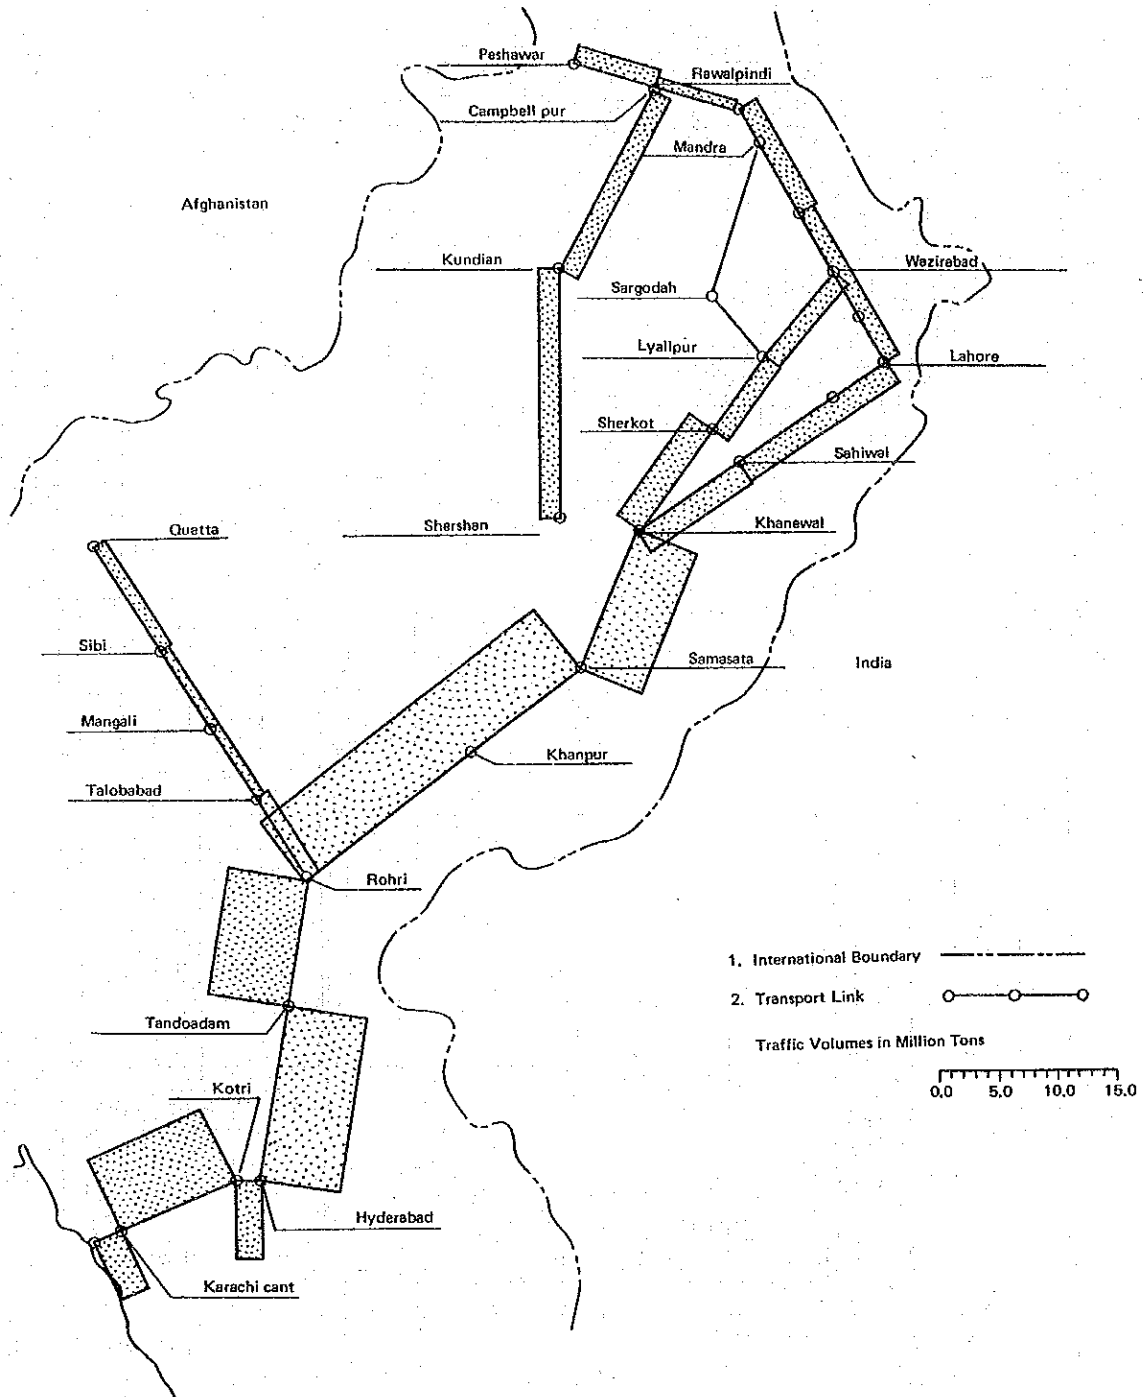 Peshawar
Rawalpindi
Campbell pur
Mandra
Afghanistan
Kundian
Wazirabad
Sargodah
Lyallpur
Lahore
Sherkot
Sahiwal
Shershan
Khanewal
Quatta
Sibi
Samasata
India
Mangali
Khanpur
Talobabad
Rohri
1. International Boundary
2. Transport Link
Tandoadam
Traffic Volumes in Million Tons
Kotri
0.0 5.0 10.0 15.0
Hyderabad
Karachi cant